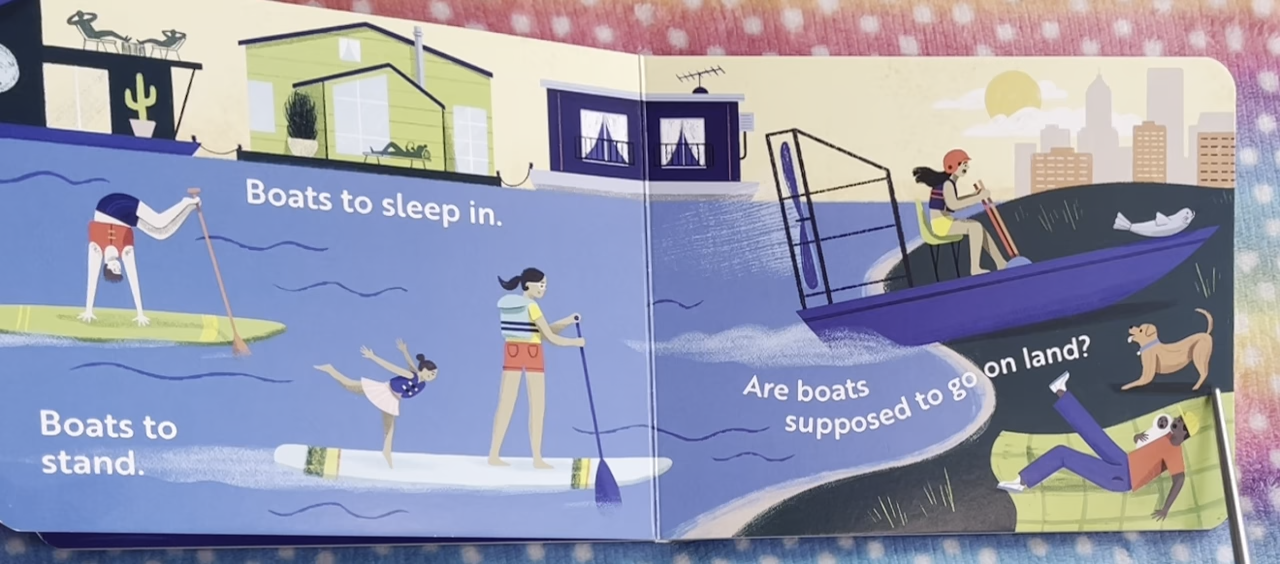 Boats to sleep in.
Boats to
stand.
Are boats
supposed to go on land?